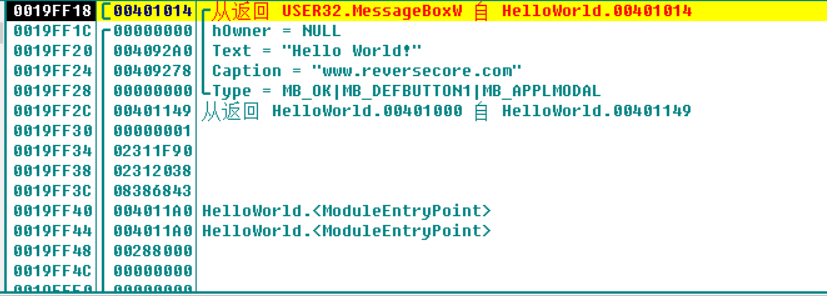 0019FF18 00401014 从返回 USER32.MessageBoxW 自 HelloWorld.00401014
0019FF1C 00000000 hOwner = NULL
0019FF20 004092A0 Text = "Hello World!"
0019FF24 00409278 Caption = "www.reversecore.com"
0019FF28 00000000 Type = MB_OK|MB_DEFBUTTON1|MB_APPLMODAL
0019FF2C 00401149 从返回 HelloWorld.00401000 自 HelloWorld.00401149
0019FF30 00000001
0019FF34 02311F90
0019FF38 02312038
0019FF3C 08386843
0019FF40 004011A0 HelloWorld.<ModuleEntryPoint>
0019FF44 004011A0 HelloWorld.<ModuleEntryPoint>
0019FF48 00288000
0019FF4C 00000000